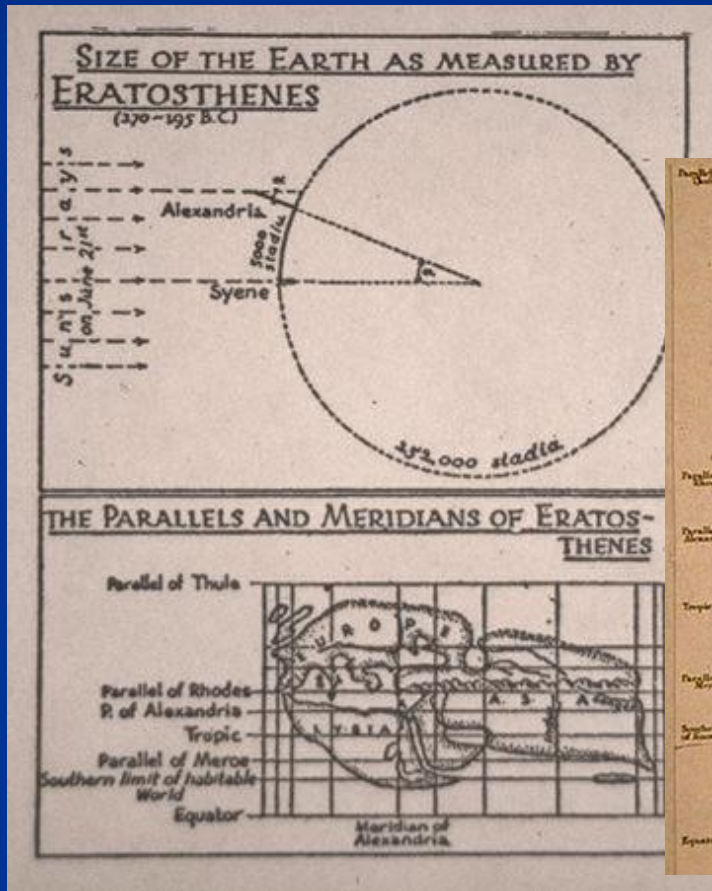 SIZE OF THE EARTH AS MEASURED BY
ERATOSTHENES
(270-195 B.C)
Sun's rays
on June 21st
Alexandria
5000
stadia
Syene
252,000 stadia
THE PARALLELS AND MERIDIANS OF ERATOS-
THENES
Parallel of Thule
EUROPE
Parallel of Rhodes
P. of Alexandria
ASIA
Tropic
LYBIA
Parallel of Meroe
Southern limit of habitable
World
Equator
Meridian of
Alexandria
Tropic
Equator